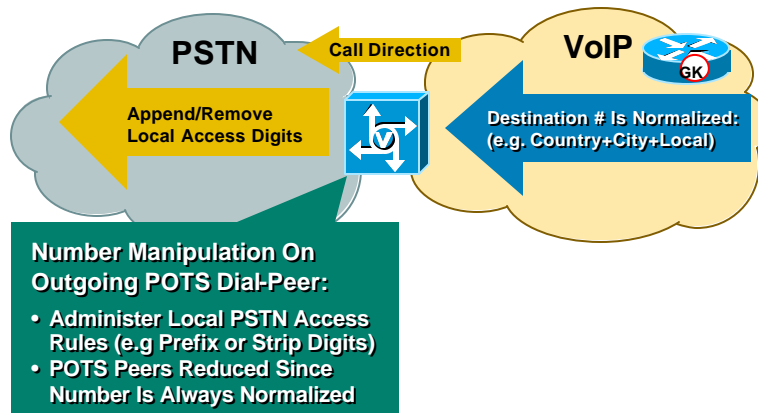 PSTN
Call Direction
VoIP
GK
Append/Remove
Local Access Digits
V
Destination # Is Normalized:
(e.g. Country+City+Local)
Number Manipulation On
Outgoing POTS Dial-Peer:
• Administer Local PSTN Access
Rules (e.g Prefix or Strip Digits)
• POTS Peers Reduced Since
Number Is Always Normalized